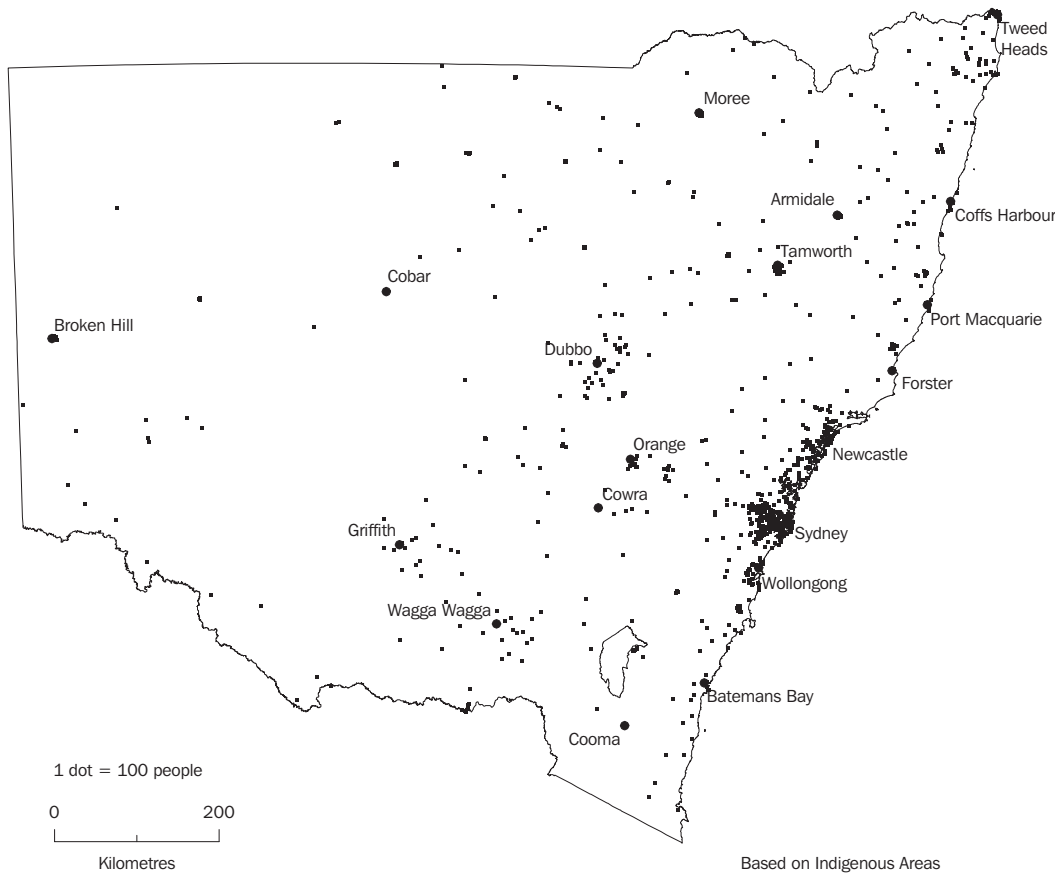 Tweed
Heads
Moree
Armidale
Coffs Harbour
Tamworth
Cobar
Port Macquarie
Broken Hill
Dubbo
Forster
Orange
Newcastle
Cowra
Griffith
Sydney
Wollongong
Wagga Wagga
Batemans Bay
Cooma
1 dot = 100 people
0 200
Kilometres
Based on Indigenous Areas